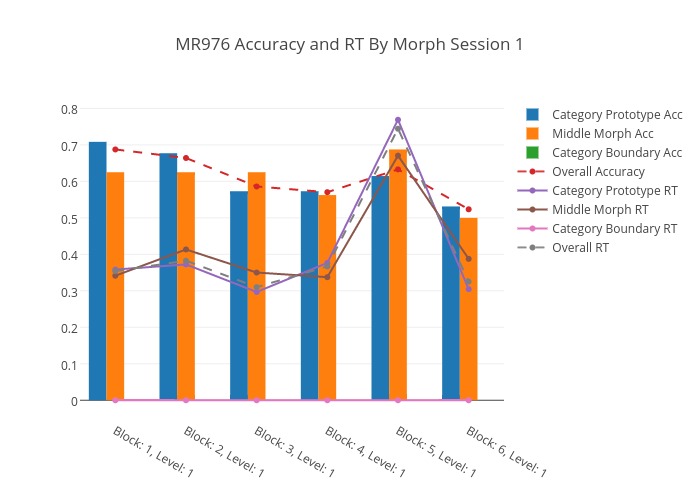 MR976 Accuracy and RT By Morph Session 1
0.8
0.7
0.6
0.5
0.4
0.3
0.2
0.1
0
Block: 1, Level: 1
Block: 2, Level: 1
Block: 3, Level: 1
Block: 4, Level: 1
Block: 5, Level: 1
Block: 6, Level: 1
Category Prototype Acc
Middle Morph Acc
Category Boundary Acc
Overall Accuracy
Category Prototype RT
Middle Morph RT
Category Boundary RT
Overall RT